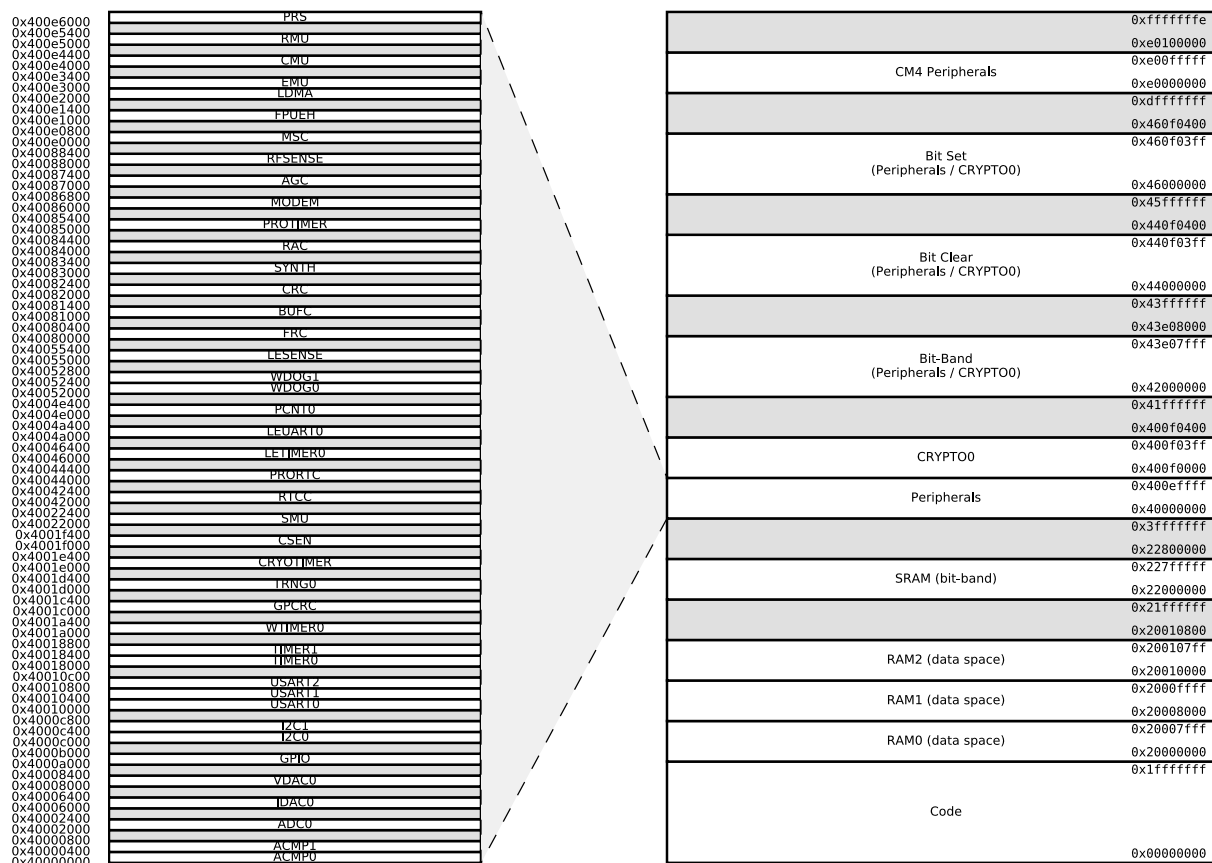 0x400e6000
0x400e5400
0x400e5000
0x400e4400
0x400e4000
0x400e3400
0x400e3000
0x400e2000
0x400e1400
0x400e1000
0x400e0800
0x400e0000
0x40088400
0x40088000
0x40087400
0x40087000
0x40086800
0x40086000
0x40085400
0x40085000
0x40084400
0x40084000
0x40083400
0x40083000
0x40082400
0x40082000
0x40081400
0x40081000
0x40080400
0x40080000
0x40055400
0x40055000
0x40052800
0x40052400
0x40052000
0x4004e400
0x4004e000
0x4004a400
0x4004a000
0x40046400
0x40046000
0x40044400
0x40044000
0x40042400
0x40042000
0x40022400
0x40022000
0x4001f400
0x4001f000
0x4001e400
0x4001e000
0x4001d400
0x4001d000
0x4001c400
0x4001c000
0x4001a400
0x4001a000
0x40018800
0x40018400
0x40018000
0x40010c00
0x40010800
0x40010400
0x40010000
0x4000c800
0x4000c400
0x4000c000
0x4000b000
0x4000a000
0x40008400
0x40008000
0x40006400
0x40006000
0x40002400
0x40002000
0x40000800
0x40000400
0x40000000
PRS
RMU
CMU
EMU
LDMA
FPUEH
MSC
RFSENSE
AGC
MODEM
PROTIMER
RAC
SYNTH
CRC
BUFC
FRC
LESENSE
WDOG1
WDOG0
PCNT0
LEUART0
LETIMER0
PRORTC
RTCC
SMU
CSEN
CRYOTIMER
TRNG0
GPCRC
WTIMER0
TIMER1
TIMER0
USART2
USART1
USART0
I2C1
I2C0
GPIO
VDAC0
IDAC0
ADC0
ACMP1
ACMP0
0xfffffffe
0xe0100000
0xe00fffff
CM4 Peripherals
0xe0000000
0xdfffffff
0x460f0400
0x460f03ff
Bit Set
(Peripherals / CRYPTO0)
0x46000000
0x45ffffff
0x440f0400
0x440f03ff
Bit Clear
(Peripherals / CRYPTO0)
0x44000000
0x43ffffff
0x43e08000
0x43e07fff
Bit-Band
(Peripherals / CRYPTO0)
0x42000000
0x41ffffff
0x400f0400
0x400f03ff
CRYPTO0
0x400f0000
0x400effff
Peripherals
0x40000000
0x3fffffff
0x22800000
0x227fffff
SRAM (bit-band)
0x22000000
0x21ffffff
0x20010800
0x200107ff
RAM2 (data space)
0x20010000
0x2000ffff
RAM1 (data space)
0x20008000
0x20007fff
RAM0 (data space)
0x20000000
0x1fffffff
Code
0x00000000